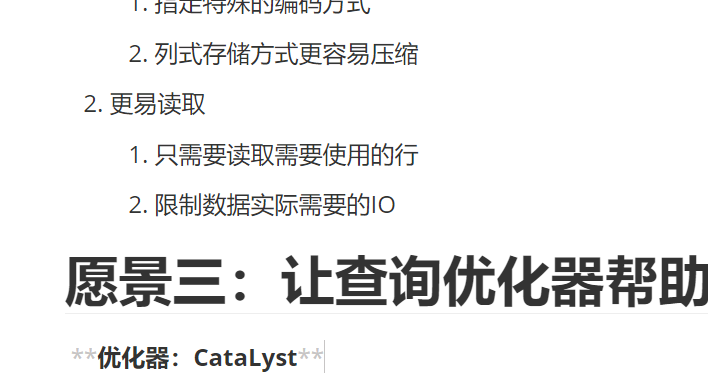 1. 指定特殊的编码方式
2. 列式存储方式更容易压缩
2. 更易读取
1. 只需要读取需要使用的行
2. 限制数据实际需要的IO
愿景三：让查询优化器帮助
**优化器：CataLyst**